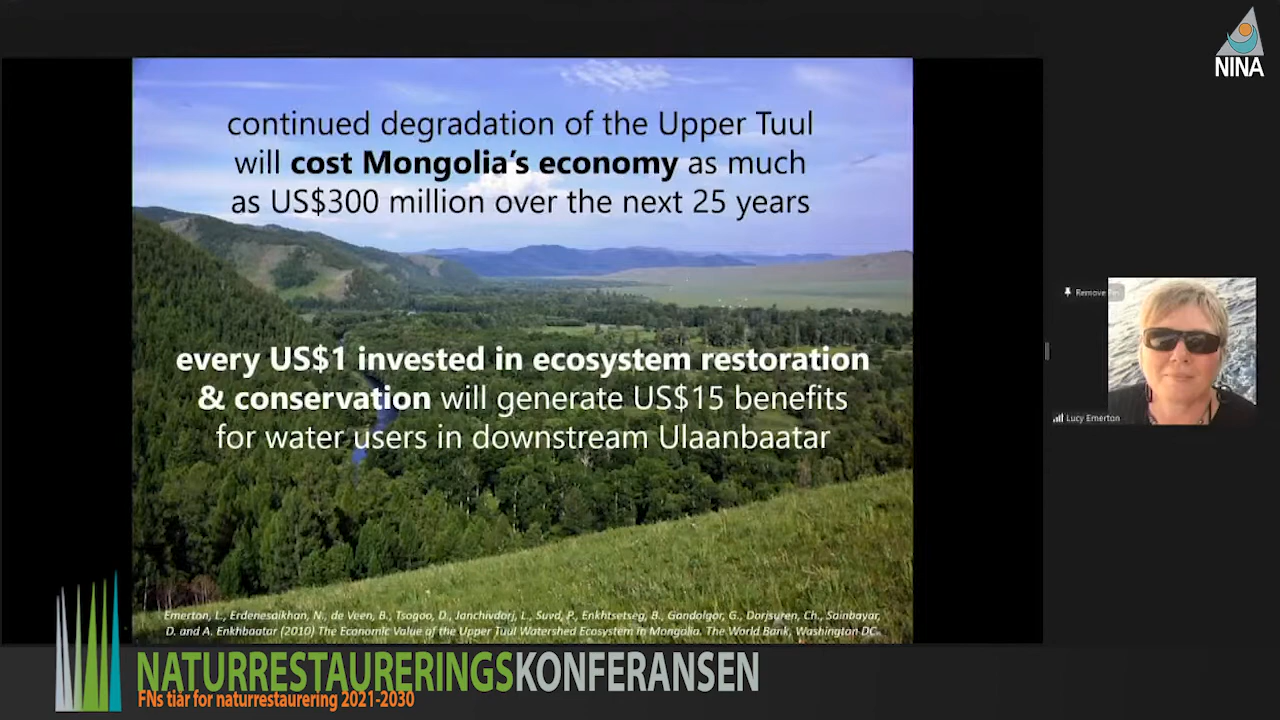 NINA
continued degradation of the Upper Tuul
will cost Mongolia's economy as much
as US$300 million over the next 25 years
every US$1 invested in ecosystem restoration
& conservation will generate US$15 benefits
for water users in downstream Ulaanbaatar
Emerton, L., Erdenesaikhan, N., de Veen, B., Tsogoo, D., Janchivdorj, L., Suvd, P., Enkhtsetseg, B., Gandolgor, G., Dorjsuren, Ch., Sainbayar,
D. and A. Enkhbaatar (2010) The Economic Value of the Upper Tuul Watershed Ecosystem in Mongolia. The World Bank, Washington DC
Remove
Lucy Emerton
NATURRESTAURERINGSKONFERANSEN
FNs tiår for naturrestaurering 2021-2030